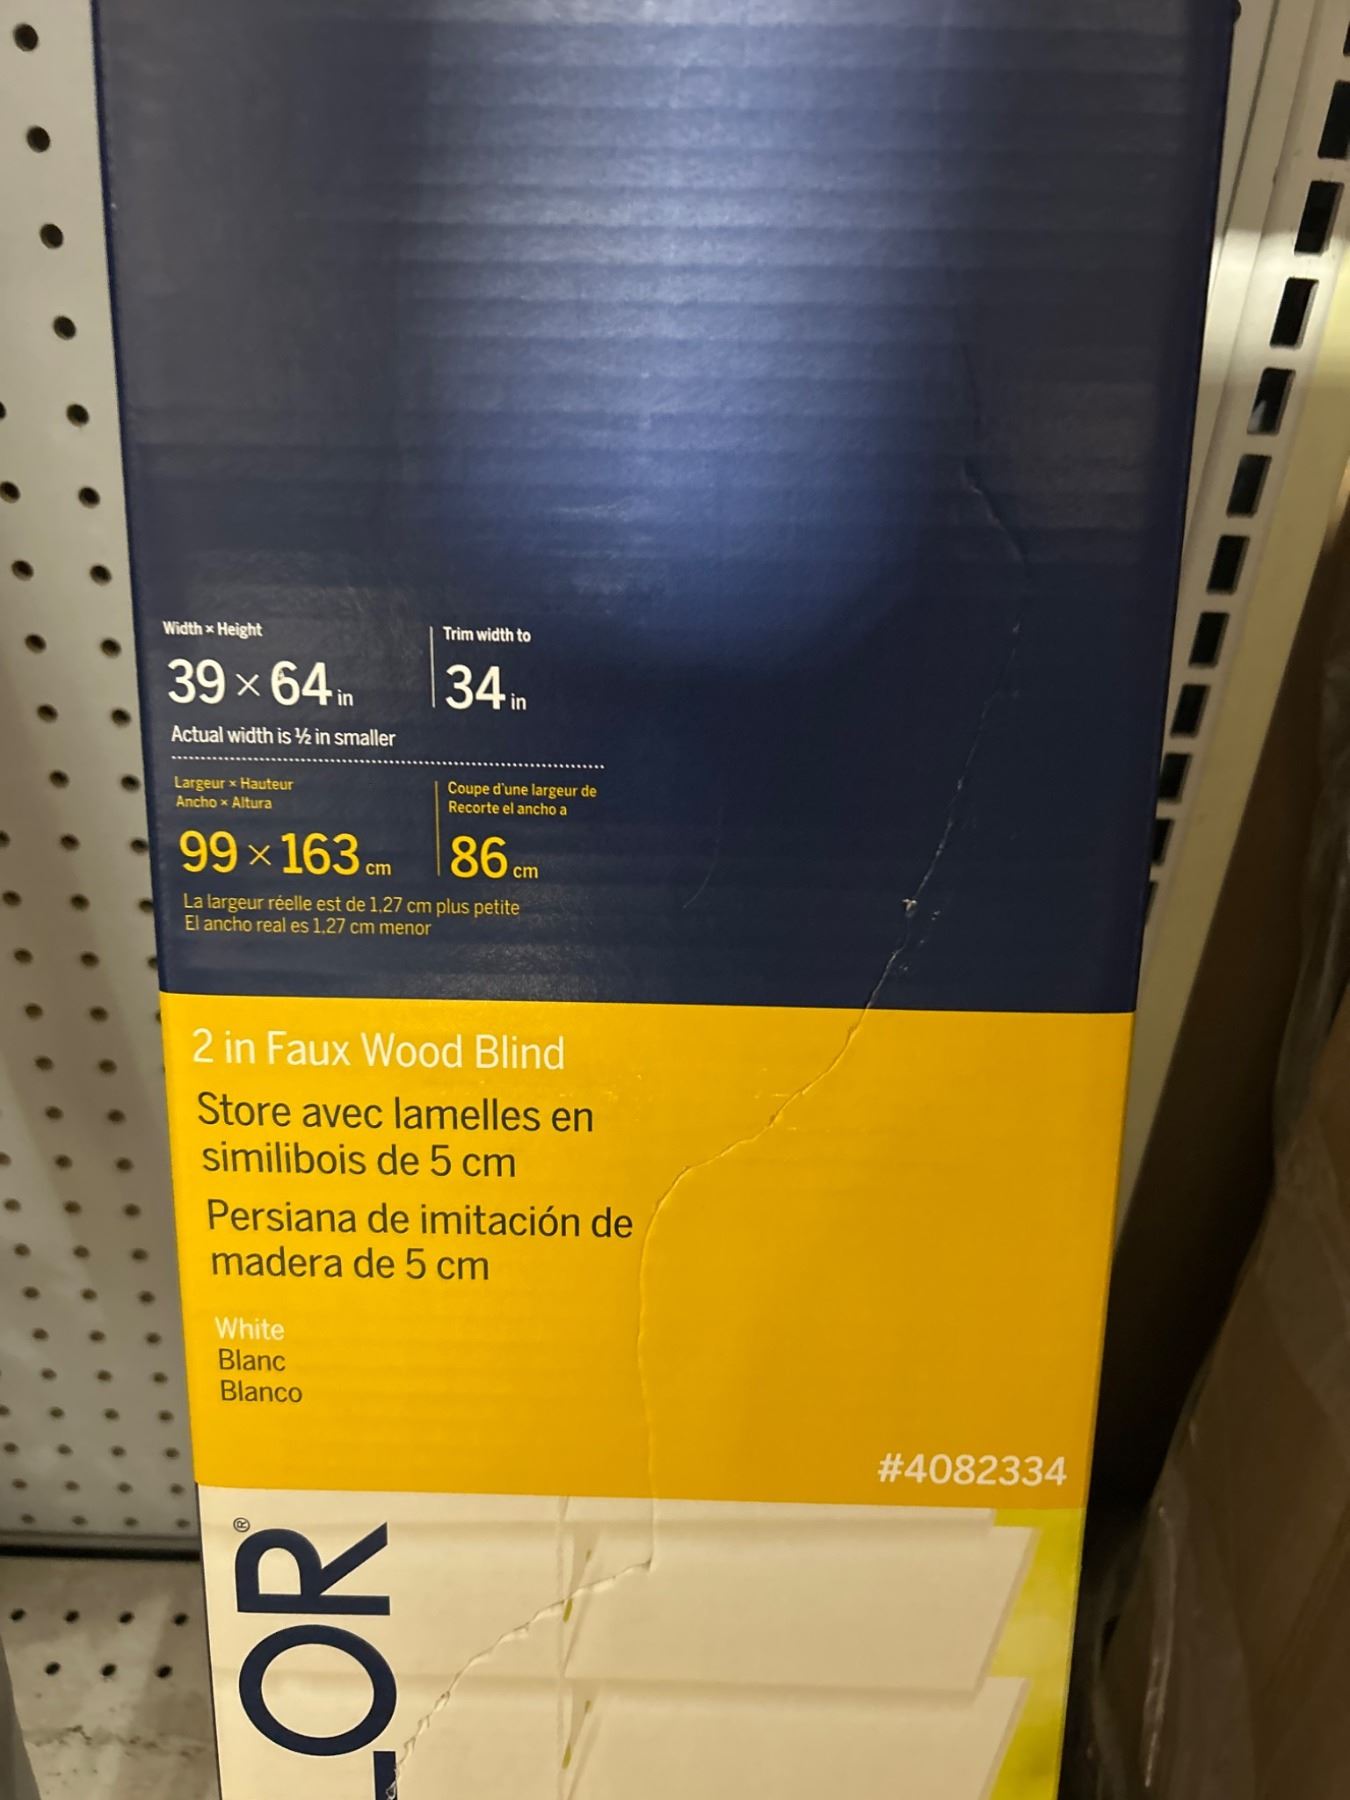 Width × Height
39 × 64 in
Trim width to
34 in
Actual width is ½ in smaller
Largeur × Hauteur
Ancho × Altura
99 × 163 cm
Coupe d'une largeur de
Recorte el ancho a
86 cm
La largeur réelle est de 1,27 cm plus petite
El ancho real es 1,27 cm menor
2 in Faux Wood Blind
Store avec lamelles en
similibois de 5 cm
Persiana de imitación de
madera de 5 cm
White
Blanc
Blanco
#4082334
LOR®